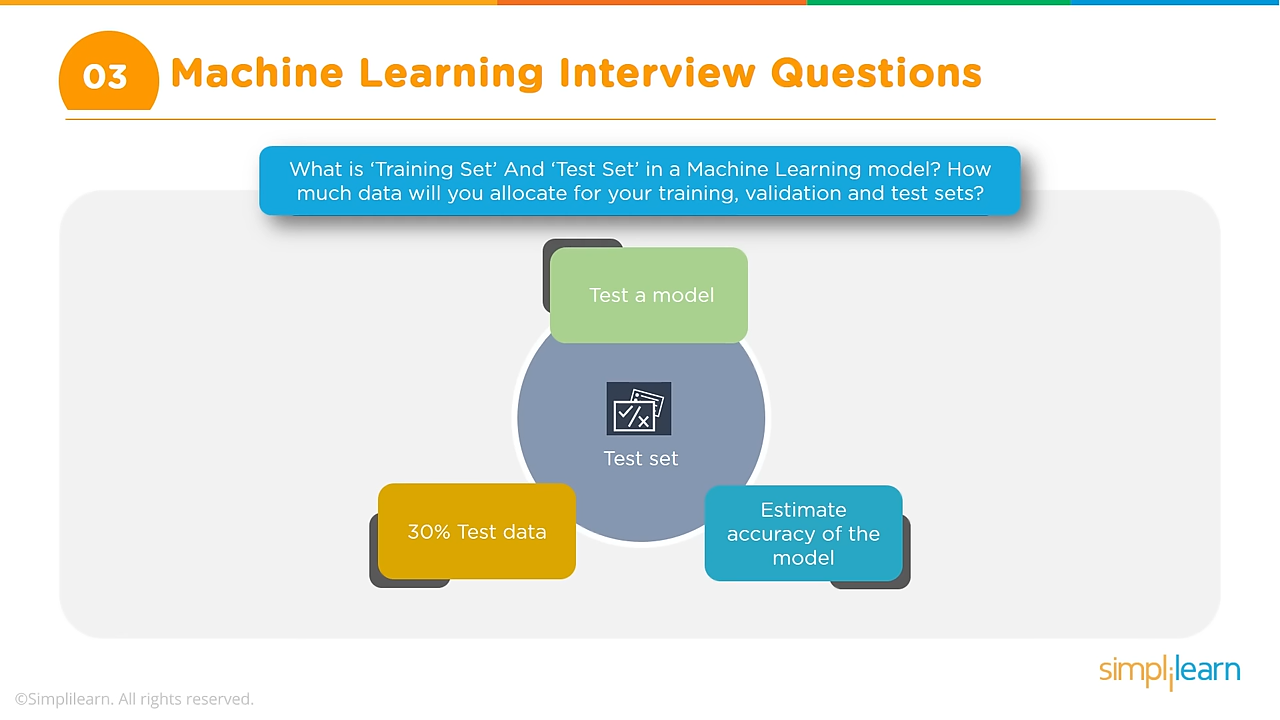 03
Machine Learning Interview Questions
What is ‘Training Set’ And ‘Test Set’ in a Machine Learning model? How
much data will you allocate for your training, validation and test sets?
Test a model
Test set
30% Test data
Estimate
accuracy of the
model
simplilearn
©Simplilearn. All rights reserved.